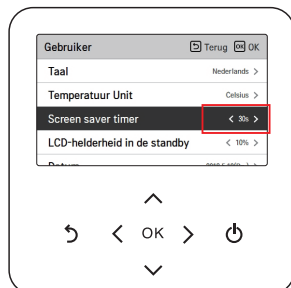 Gebruiker Terug OK OK
Taal Nederlands >
Temperatuur Unit Celsius >
Screen saver timer < 30s >
LCD-helderheid in de standby < 10% >
OK